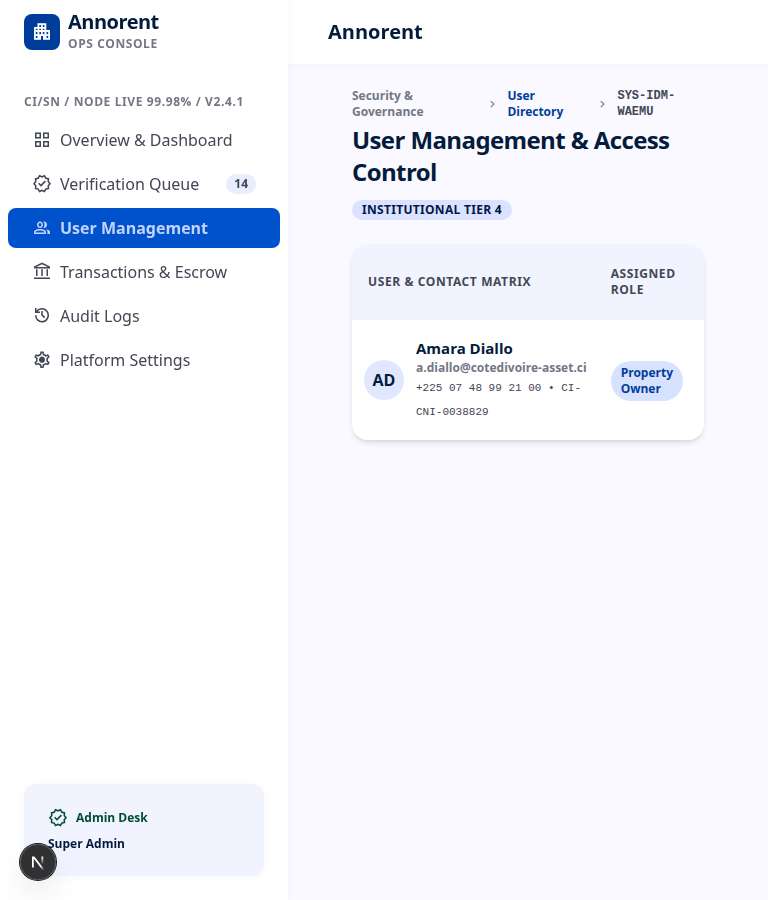 Annorent
OPS CONSOLE
CI/SN / NODE LIVE 99.98% / V2.4.1
Overview & Dashboard
Verification Queue 14
User Management
Transactions & Escrow
Audit Logs
Platform Settings
Admin Desk
Super Admin
N
Annorent
Security &
Governance
User
Directory
SYS-IDM-
WAEMU
User Management & Access
Control
INSTITUTIONAL TIER 4
USER & CONTACT MATRIX
ASSIGNED
ROLE
AD
Amara Diallo
a.diallo@cotedivoire-asset.ci
+225 07 48 99 21 00 • CI-
CNI-0038829
Property
Owner